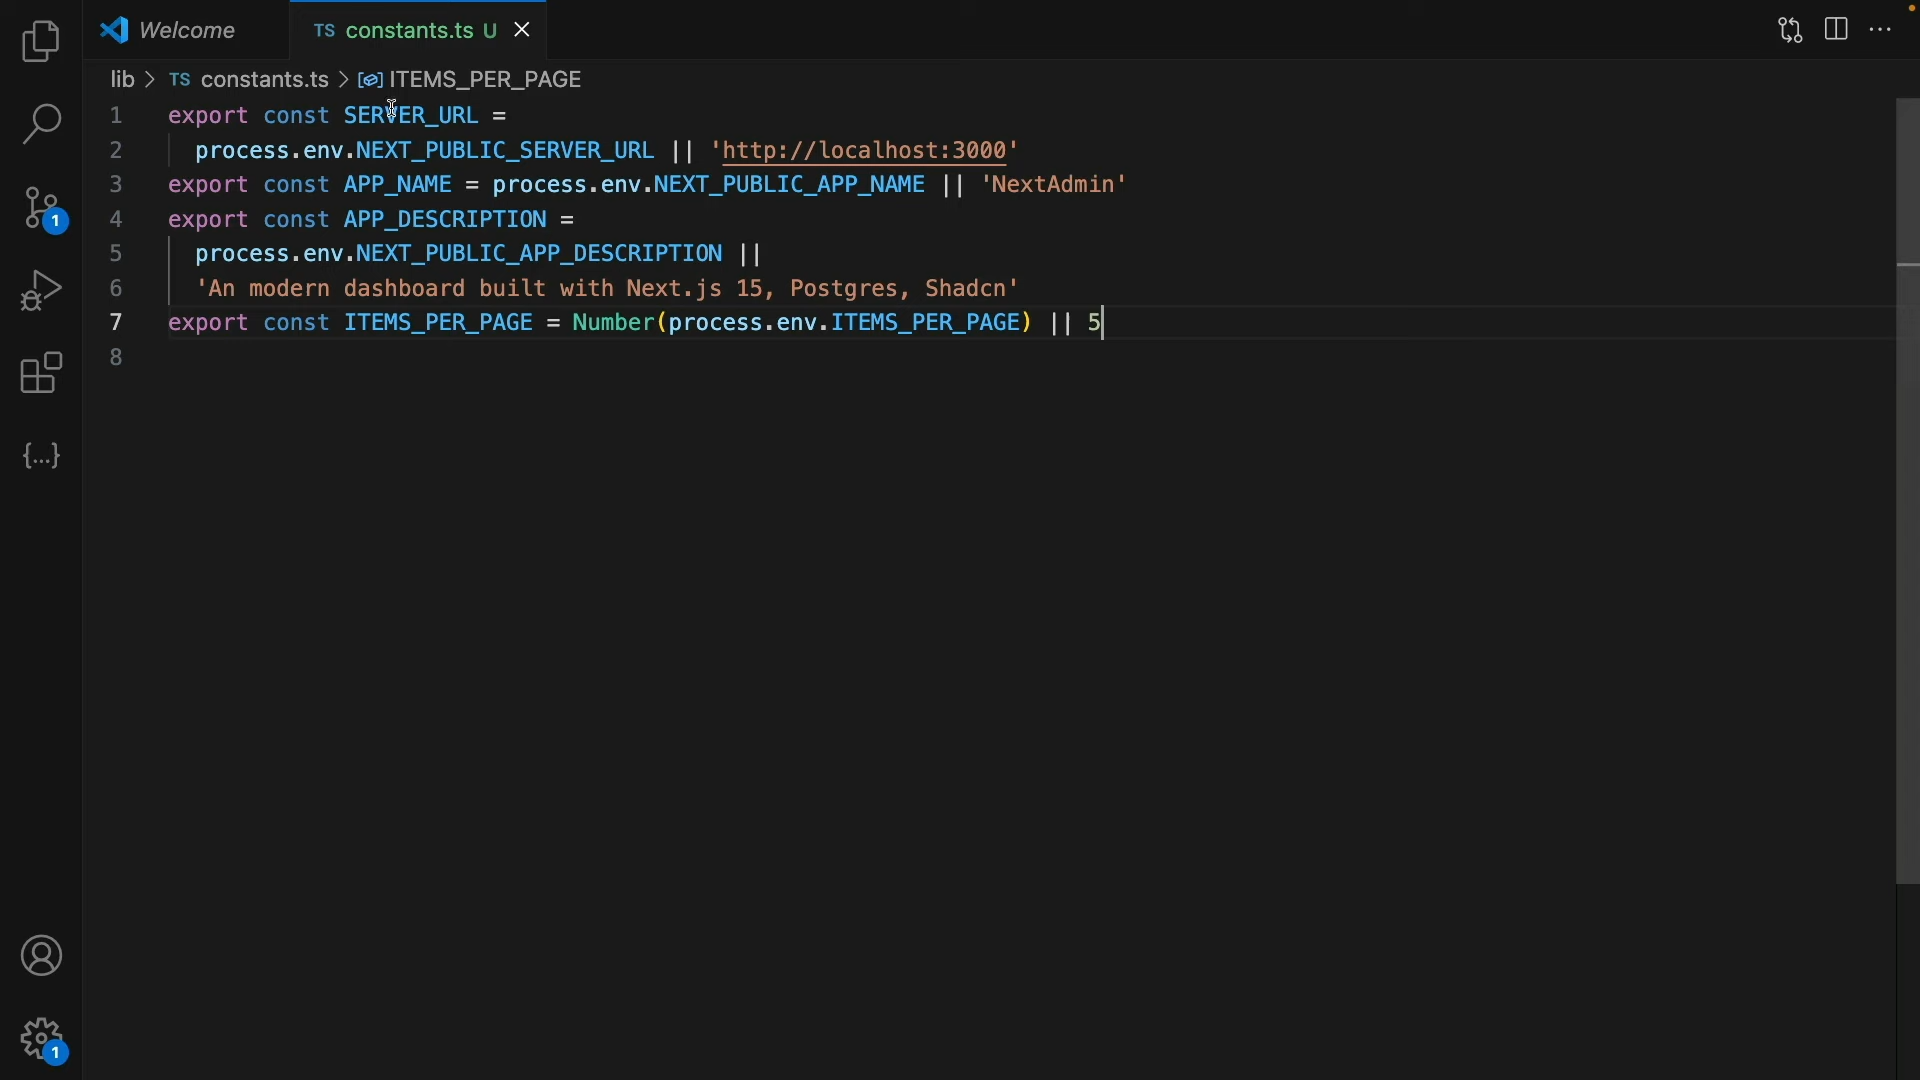 Welcome
TS constants.ts U
lib > TS constants.ts > ITEMS_PER_PAGE
1 export const SERVER_URL =
2 process.env.NEXT_PUBLIC_SERVER_URL || 'http://localhost:3000'
3 export const APP_NAME = process.env.NEXT_PUBLIC_APP_NAME || 'NextAdmin'
4 export const APP_DESCRIPTION =
5 process.env.NEXT_PUBLIC_APP_DESCRIPTION ||
6 'An modern dashboard built with Next.js 15, Postgres, Shadcn'
7 export const ITEMS_PER_PAGE = Number(process.env.ITEMS_PER_PAGE) || 5
8
1
{...}
1